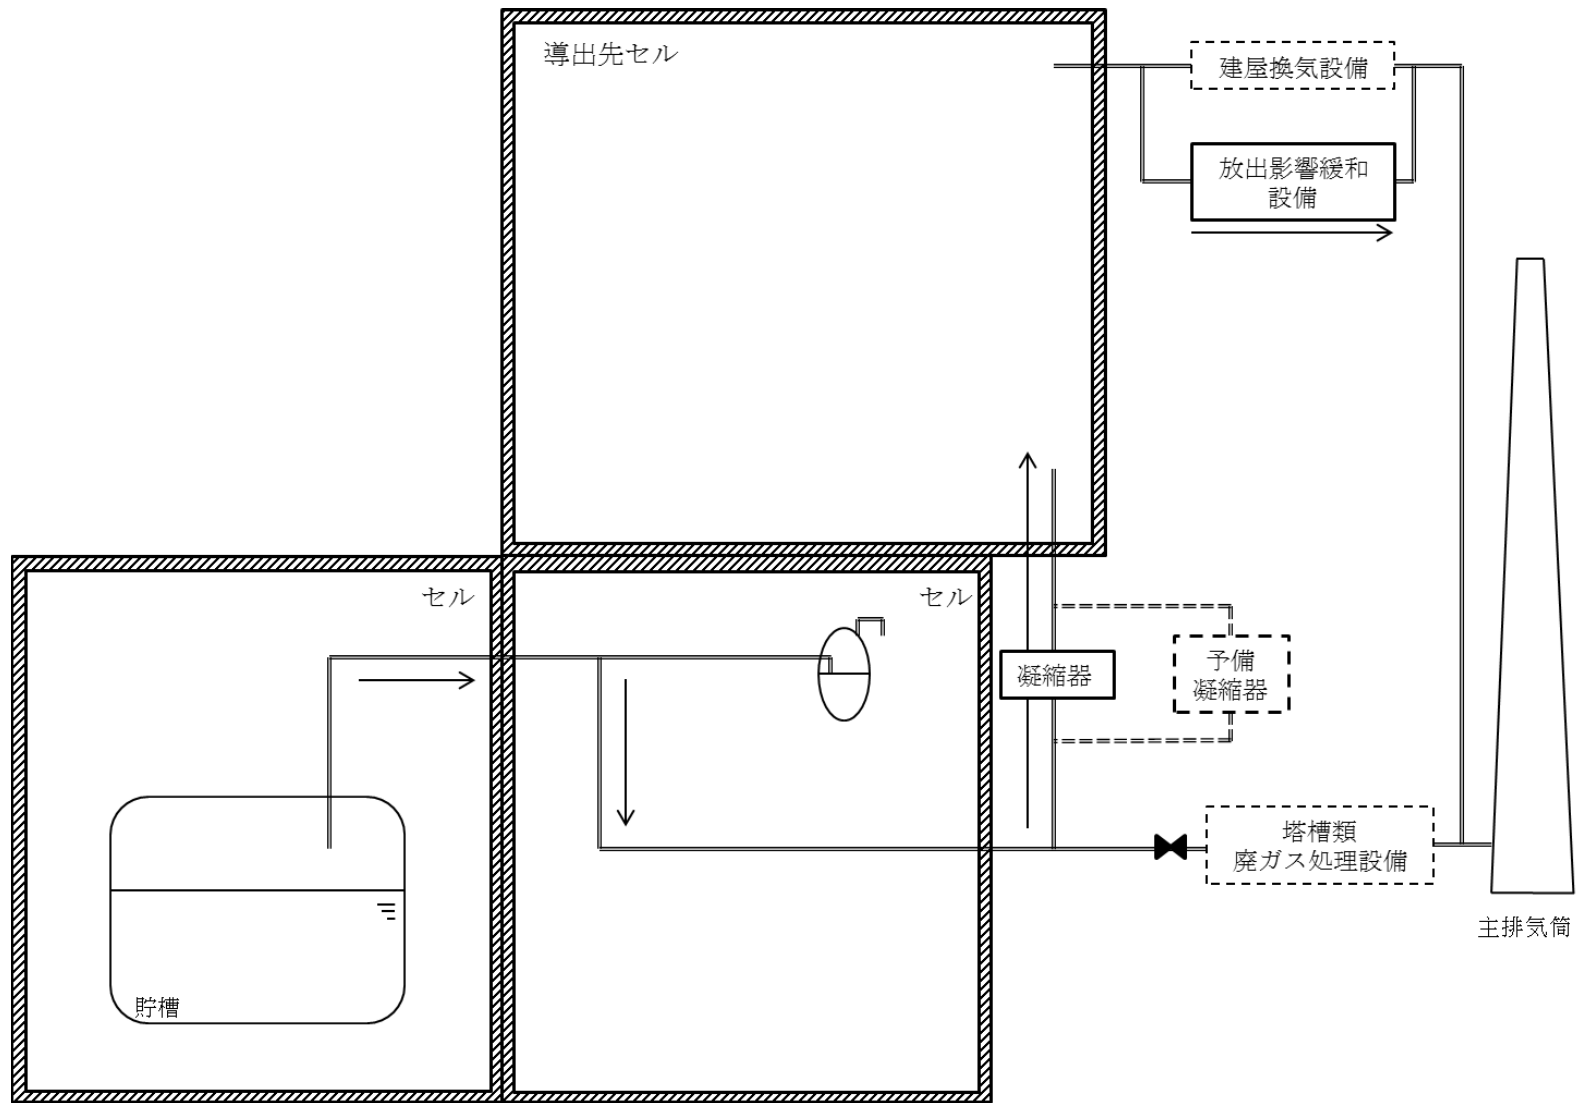 導出先セル
建屋換気設備
放出影響緩和
設備
セル
セル
凝縮器
予備
凝縮器
塔槽類
廃ガス処理設備
主排気筒
貯槽